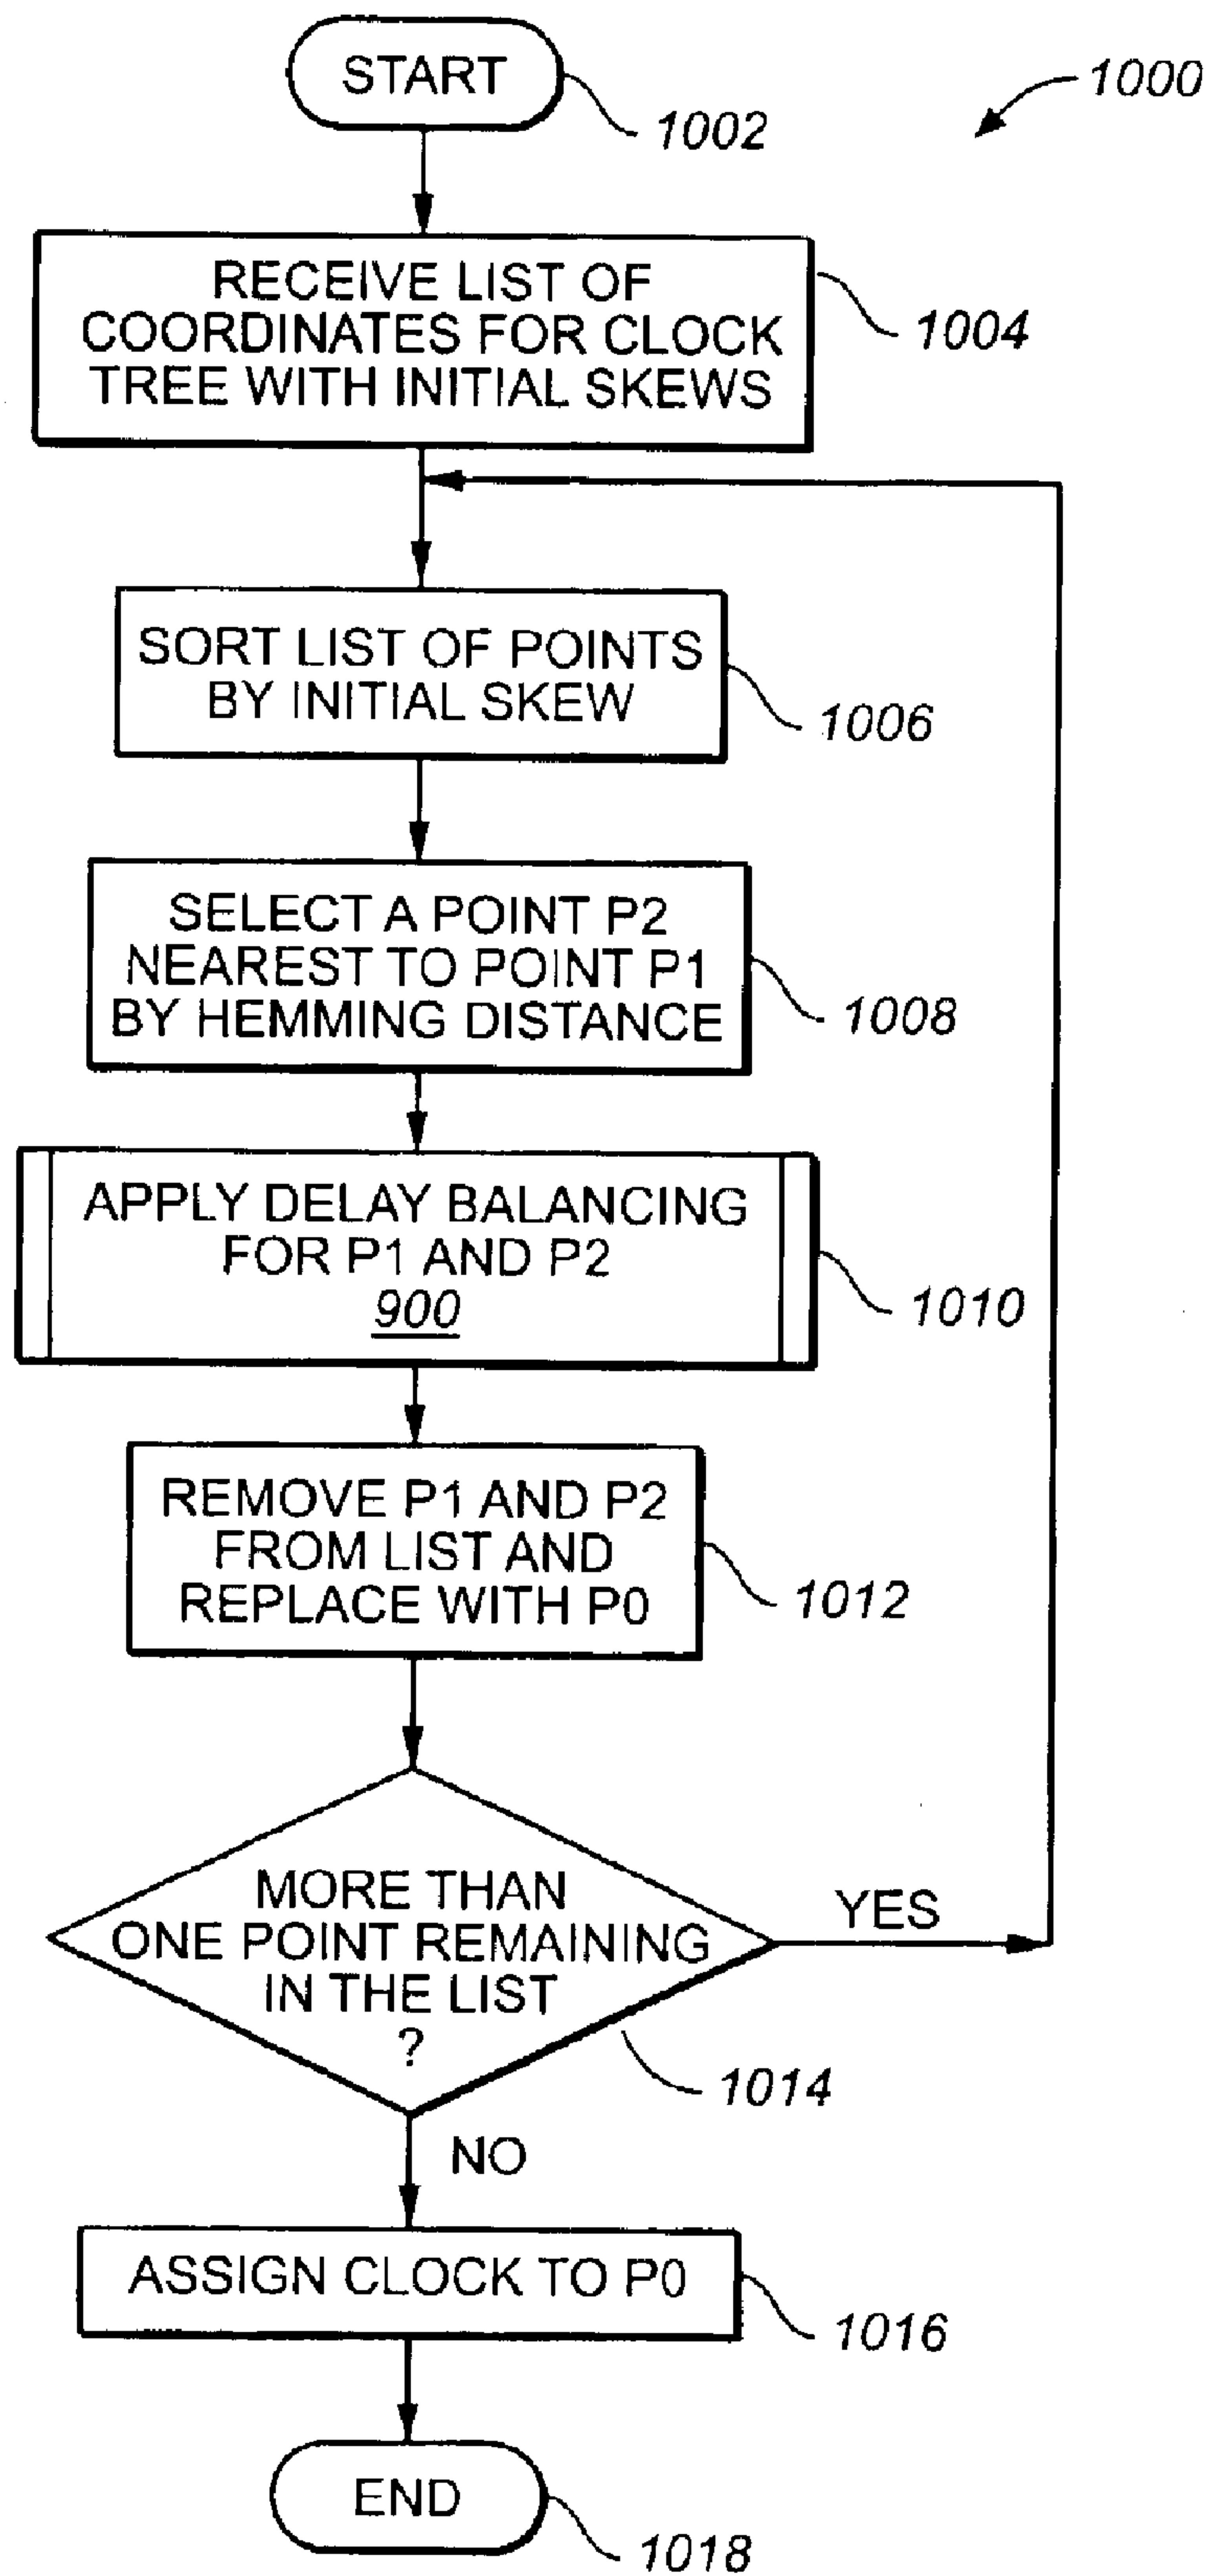 START
1002
1000
RECEIVE LIST OF
COORDINATES FOR CLOCK
TREE WITH INITIAL SKEWS
1004
SORT LIST OF POINTS
BY INITIAL SKEW
1006
SELECT A POINT P2
NEAREST TO POINT P1
BY HEMMING DISTANCE
1008
APPLY DELAY BALANCING
FOR P1 AND P2
900
1010
REMOVE P1 AND P2
FROM LIST AND
REPLACE WITH P0
1012
MORE THAN
ONE POINT REMAINING
IN THE LIST
?
YES
1014
NO
ASSIGN CLOCK TO P0
1016
END
1018